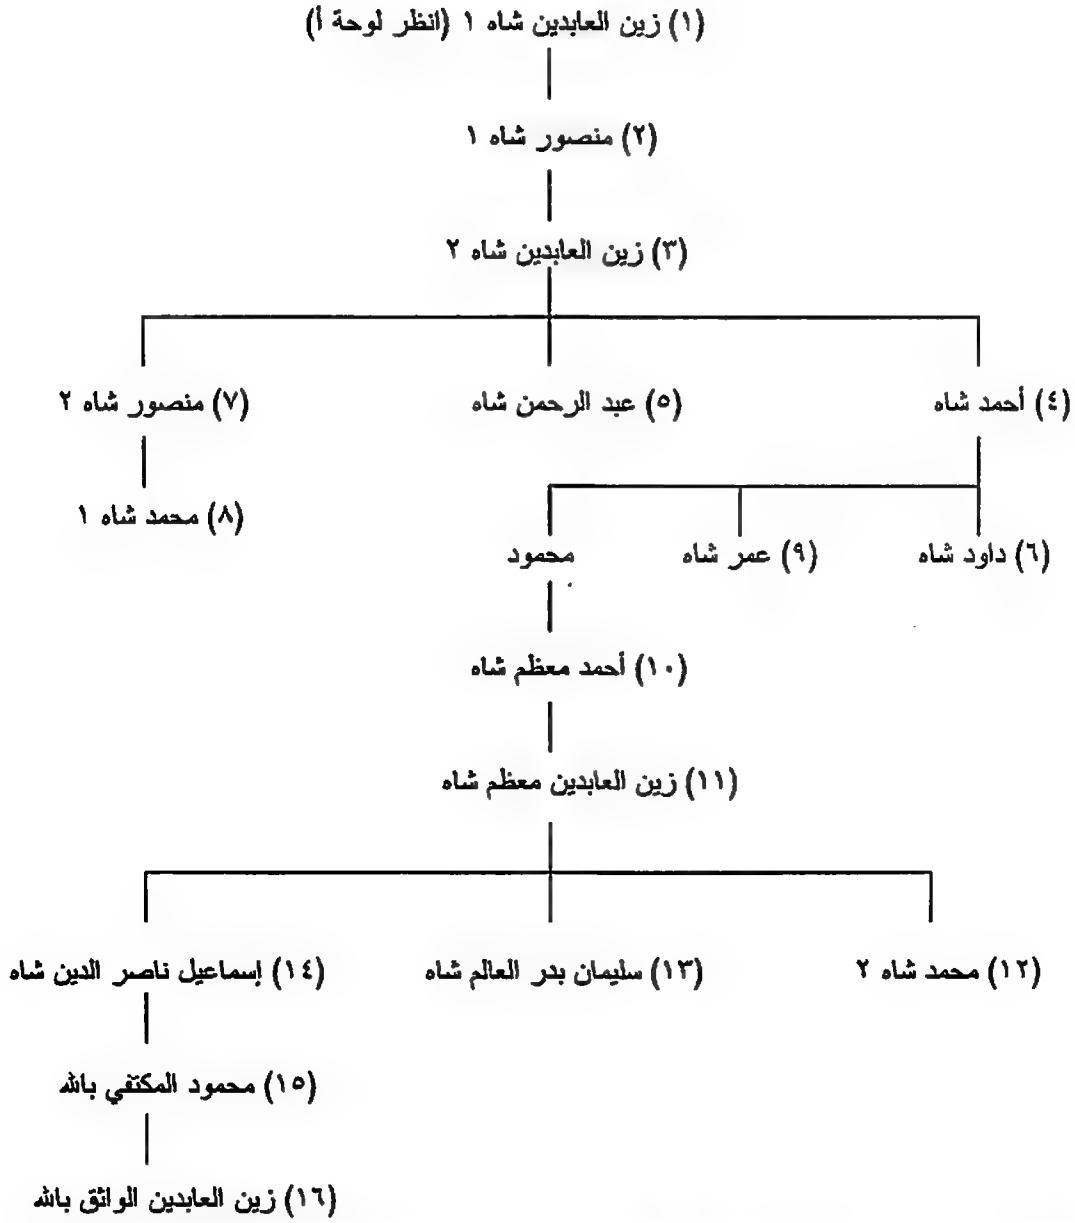 (١) زين العابدين شاه ١ (انظر لوحة أ)
(٢) منصور شاه ١
(٣) زين العابدين شاه ٢
(٤) أحمد شاه (٥) عبد الرحمن شاه (٧) منصور شاه ٢
(٨) محمد شاه ١
(٦) داود شاه (٩) عمر شاه محمود
(١٠) أحمد معظم شاه
(١١) زين العابدين معظم شاه
(١٢) محمد شاه ٢ (١٣) سليمان بدر العالم شاه (١٤) إسماعيل ناصر الدين شاه
(١٥) محمود المكتفي بالله
(١٦) زين العابدين الواثق بالله